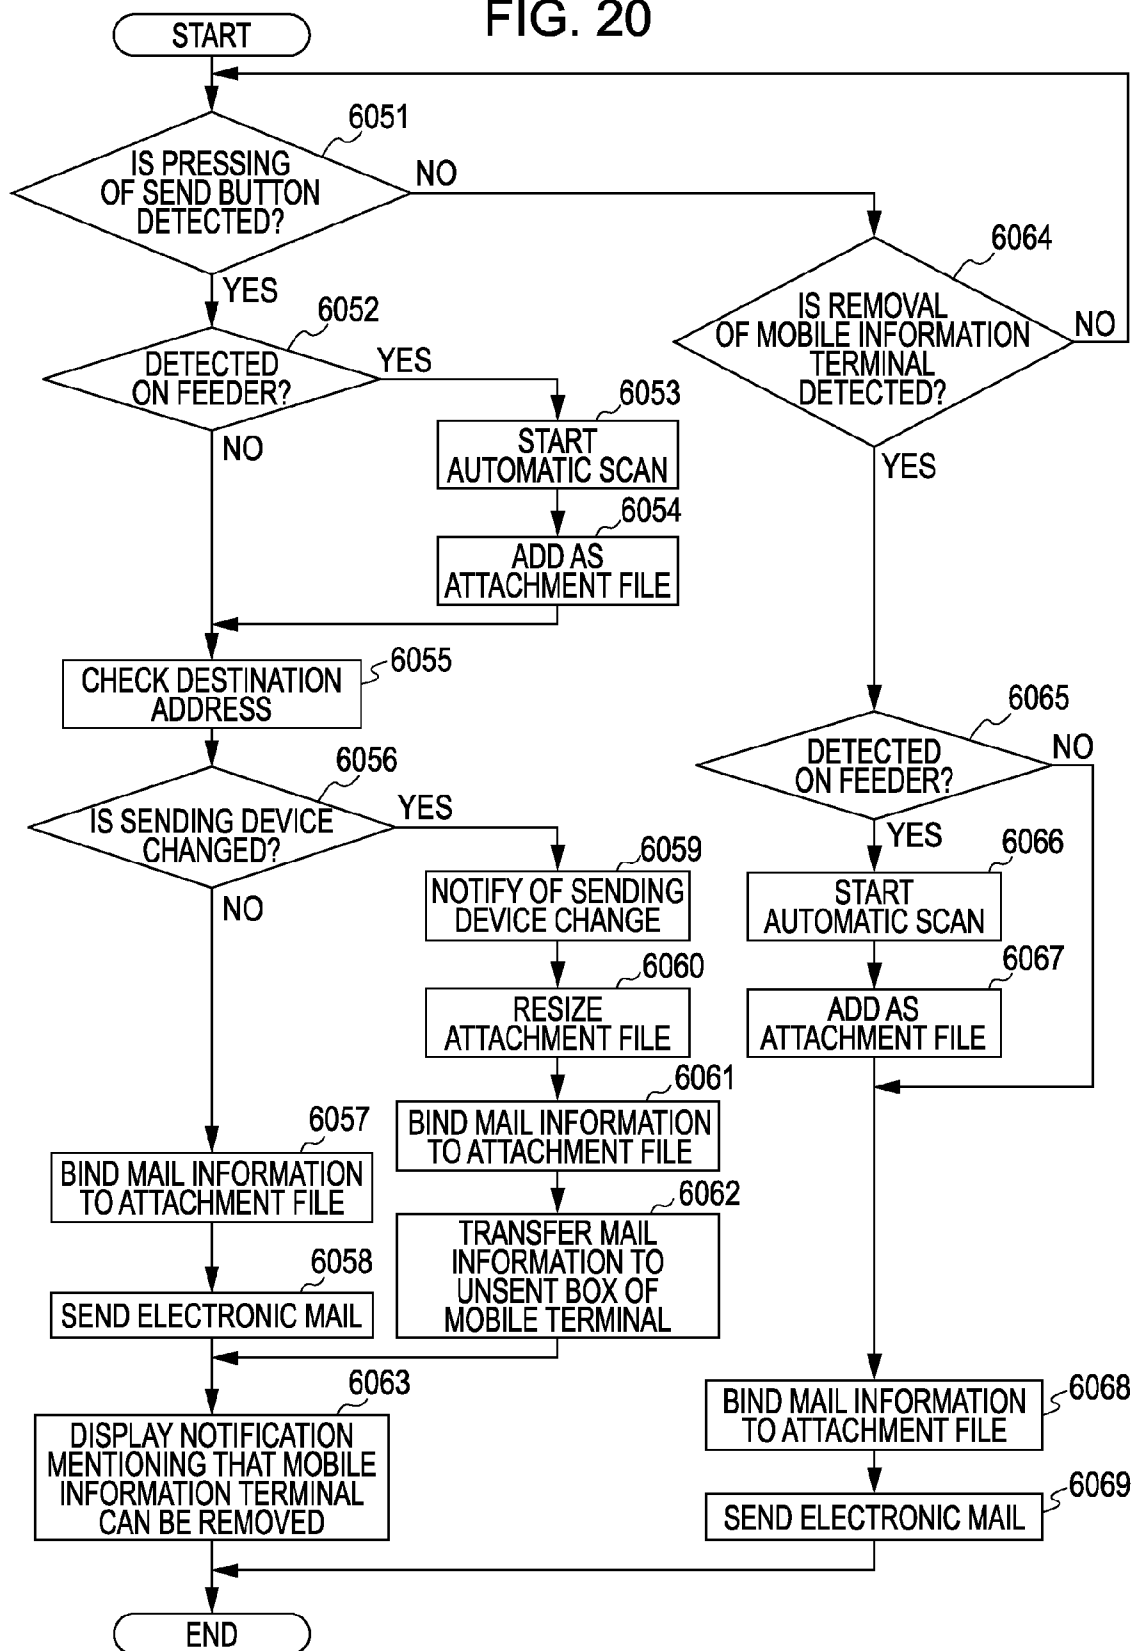 FIG. 20
START
6051
IS PRESSING
OF SEND BUTTON
DETECTED?
NO
YES
6064
IS REMOVAL
OF MOBILE INFORMATION
TERMINAL
DETECTED?
NO
YES
6052
DETECTED
ON FEEDER?
YES
NO
6053
START
AUTOMATIC SCAN
6054
ADD AS
ATTACHMENT FILE
6055
CHECK DESTINATION
ADDRESS
6056
IS SENDING DEVICE
CHANGED?
YES
NO
6059
NOTIFY OF SENDING
DEVICE CHANGE
6060
RESIZE
ATTACHMENT FILE
6061
BIND MAIL INFORMATION
TO ATTACHMENT FILE
6062
TRANSFER MAIL
INFORMATION TO
UNSENT BOX OF
MOBILE TERMINAL
6057
BIND MAIL INFORMATION
TO ATTACHMENT FILE
6058
SEND ELECTRONIC MAIL
6063
DISPLAY NOTIFICATION
MENTIONING THAT MOBILE
INFORMATION TERMINAL
CAN BE REMOVED
6065
DETECTED
ON FEEDER?
NO
YES
6066
START
AUTOMATIC SCAN
6067
ADD AS
ATTACHMENT FILE
6068
BIND MAIL INFORMATION
TO ATTACHMENT FILE
6069
SEND ELECTRONIC MAIL
END